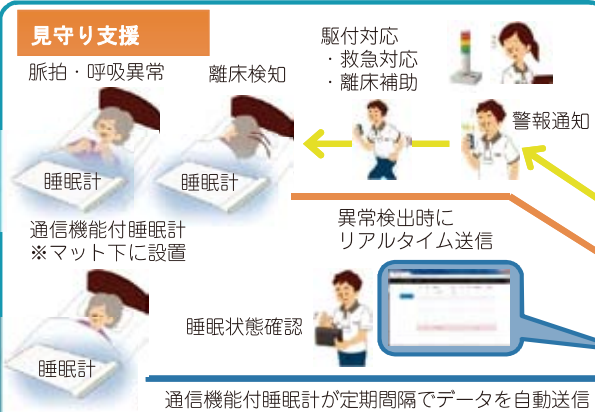 見守り支援
脈拍・呼吸異常
離床検知
駆付対応
・救急対応
・離床補助
警報通知
睡眠計
睡眠計
通信機能付睡眠計
※マット下に設置
異常検出時に
リアルタイム送信
睡眠状態確認
睡眠計
通信機能付睡眠計が定期間隔でデータを自動送信